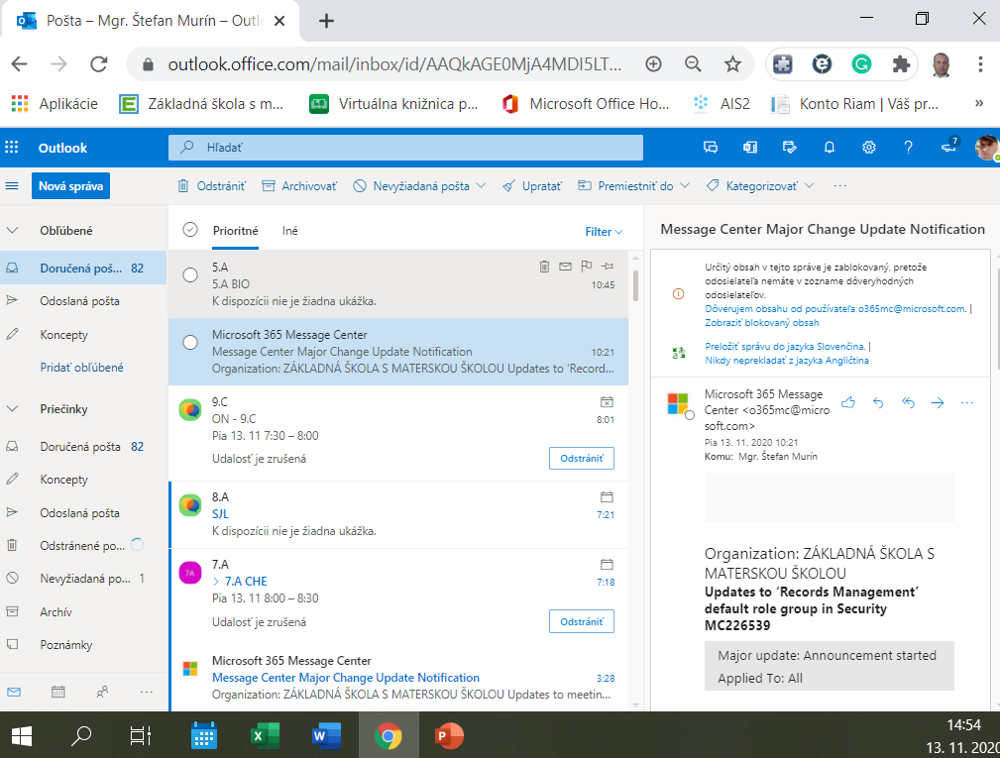 Pošta – Mgr. Štefan Murín – Outl
outlook.office.com/mail/inbox/id/AAQkAGE0MjA4MDI5LT...
Aplikácie
Základná škola s m...
Virtuálna knižnica p...
Microsoft Office Ho...
AIS2
Konto Riam | Váš pr...
»
Outlook
Hľadať
7
Nová správa
Odstrániť
Archivovať
Nevyžiadaná pošta
Upratať
Premiestniť do
Kategorizovať
Obľúbené
Doručená poš... 82
Odoslaná pošta
Koncepty
Pridať obľúbené
Priečinky
Doručená pošta 82
Koncepty
Odoslaná pošta
Odstránené po...
Nevyžiadaná po... 1
Archív
Poznámky
Prioritné
Iné
Filter
5.A
5.A BIO
10:45
K dispozícii nie je žiadna ukážka.
Microsoft 365 Message Center
Message Center Major Change Update Notification
10:21
Organization: ZÁKLADNÁ ŠKOLA S MATERSKOU ŠKOLOU Updates to ‘Record...
9.C
ON - 9.C
8:01
Pia 13. 11 7:30 – 8:00
Udalosť je zrušená
Odstrániť
8.A
SJL
7:21
K dispozícii nie je žiadna ukážka.
7A
7.A
7.A CHE
7:18
Pia 13. 11 8:00 – 8:30
Udalosť je zrušená
Odstrániť
Microsoft 365 Message Center
Message Center Major Change Update Notification
3:28
Organization: ZÁKLADNÁ ŠKOLA S MATERSKOU ŠKOLOU Updates to meetin...
Message Center Major Change Update Notification
Určitý obsah v tejto správe je zablokovaný, pretože
odosielateľa nemáte v zozname dôveryhodných
odosielateľov.
Dôverujem obsahu od používateľa o365mc@microsoft.com. |
Zobraziť blokovaný obsah
Preložiť správu do jazyka Slovenčina. |
Nikdy neprekladať z jazyka Angličtina
Microsoft 365 Message
Center <o365mc@micro
soft.com>
Pia 13. 11. 2020 10:21
Komu: Mgr. Štefan Murín
Organization: ZÁKLADNÁ ŠKOLA S
MATERSKOU ŠKOLOU
Updates to ‘Records Management’
default role group in Security
MC226539
Major update: Announcement started
Applied To: All
14:54
13. 11. 2020